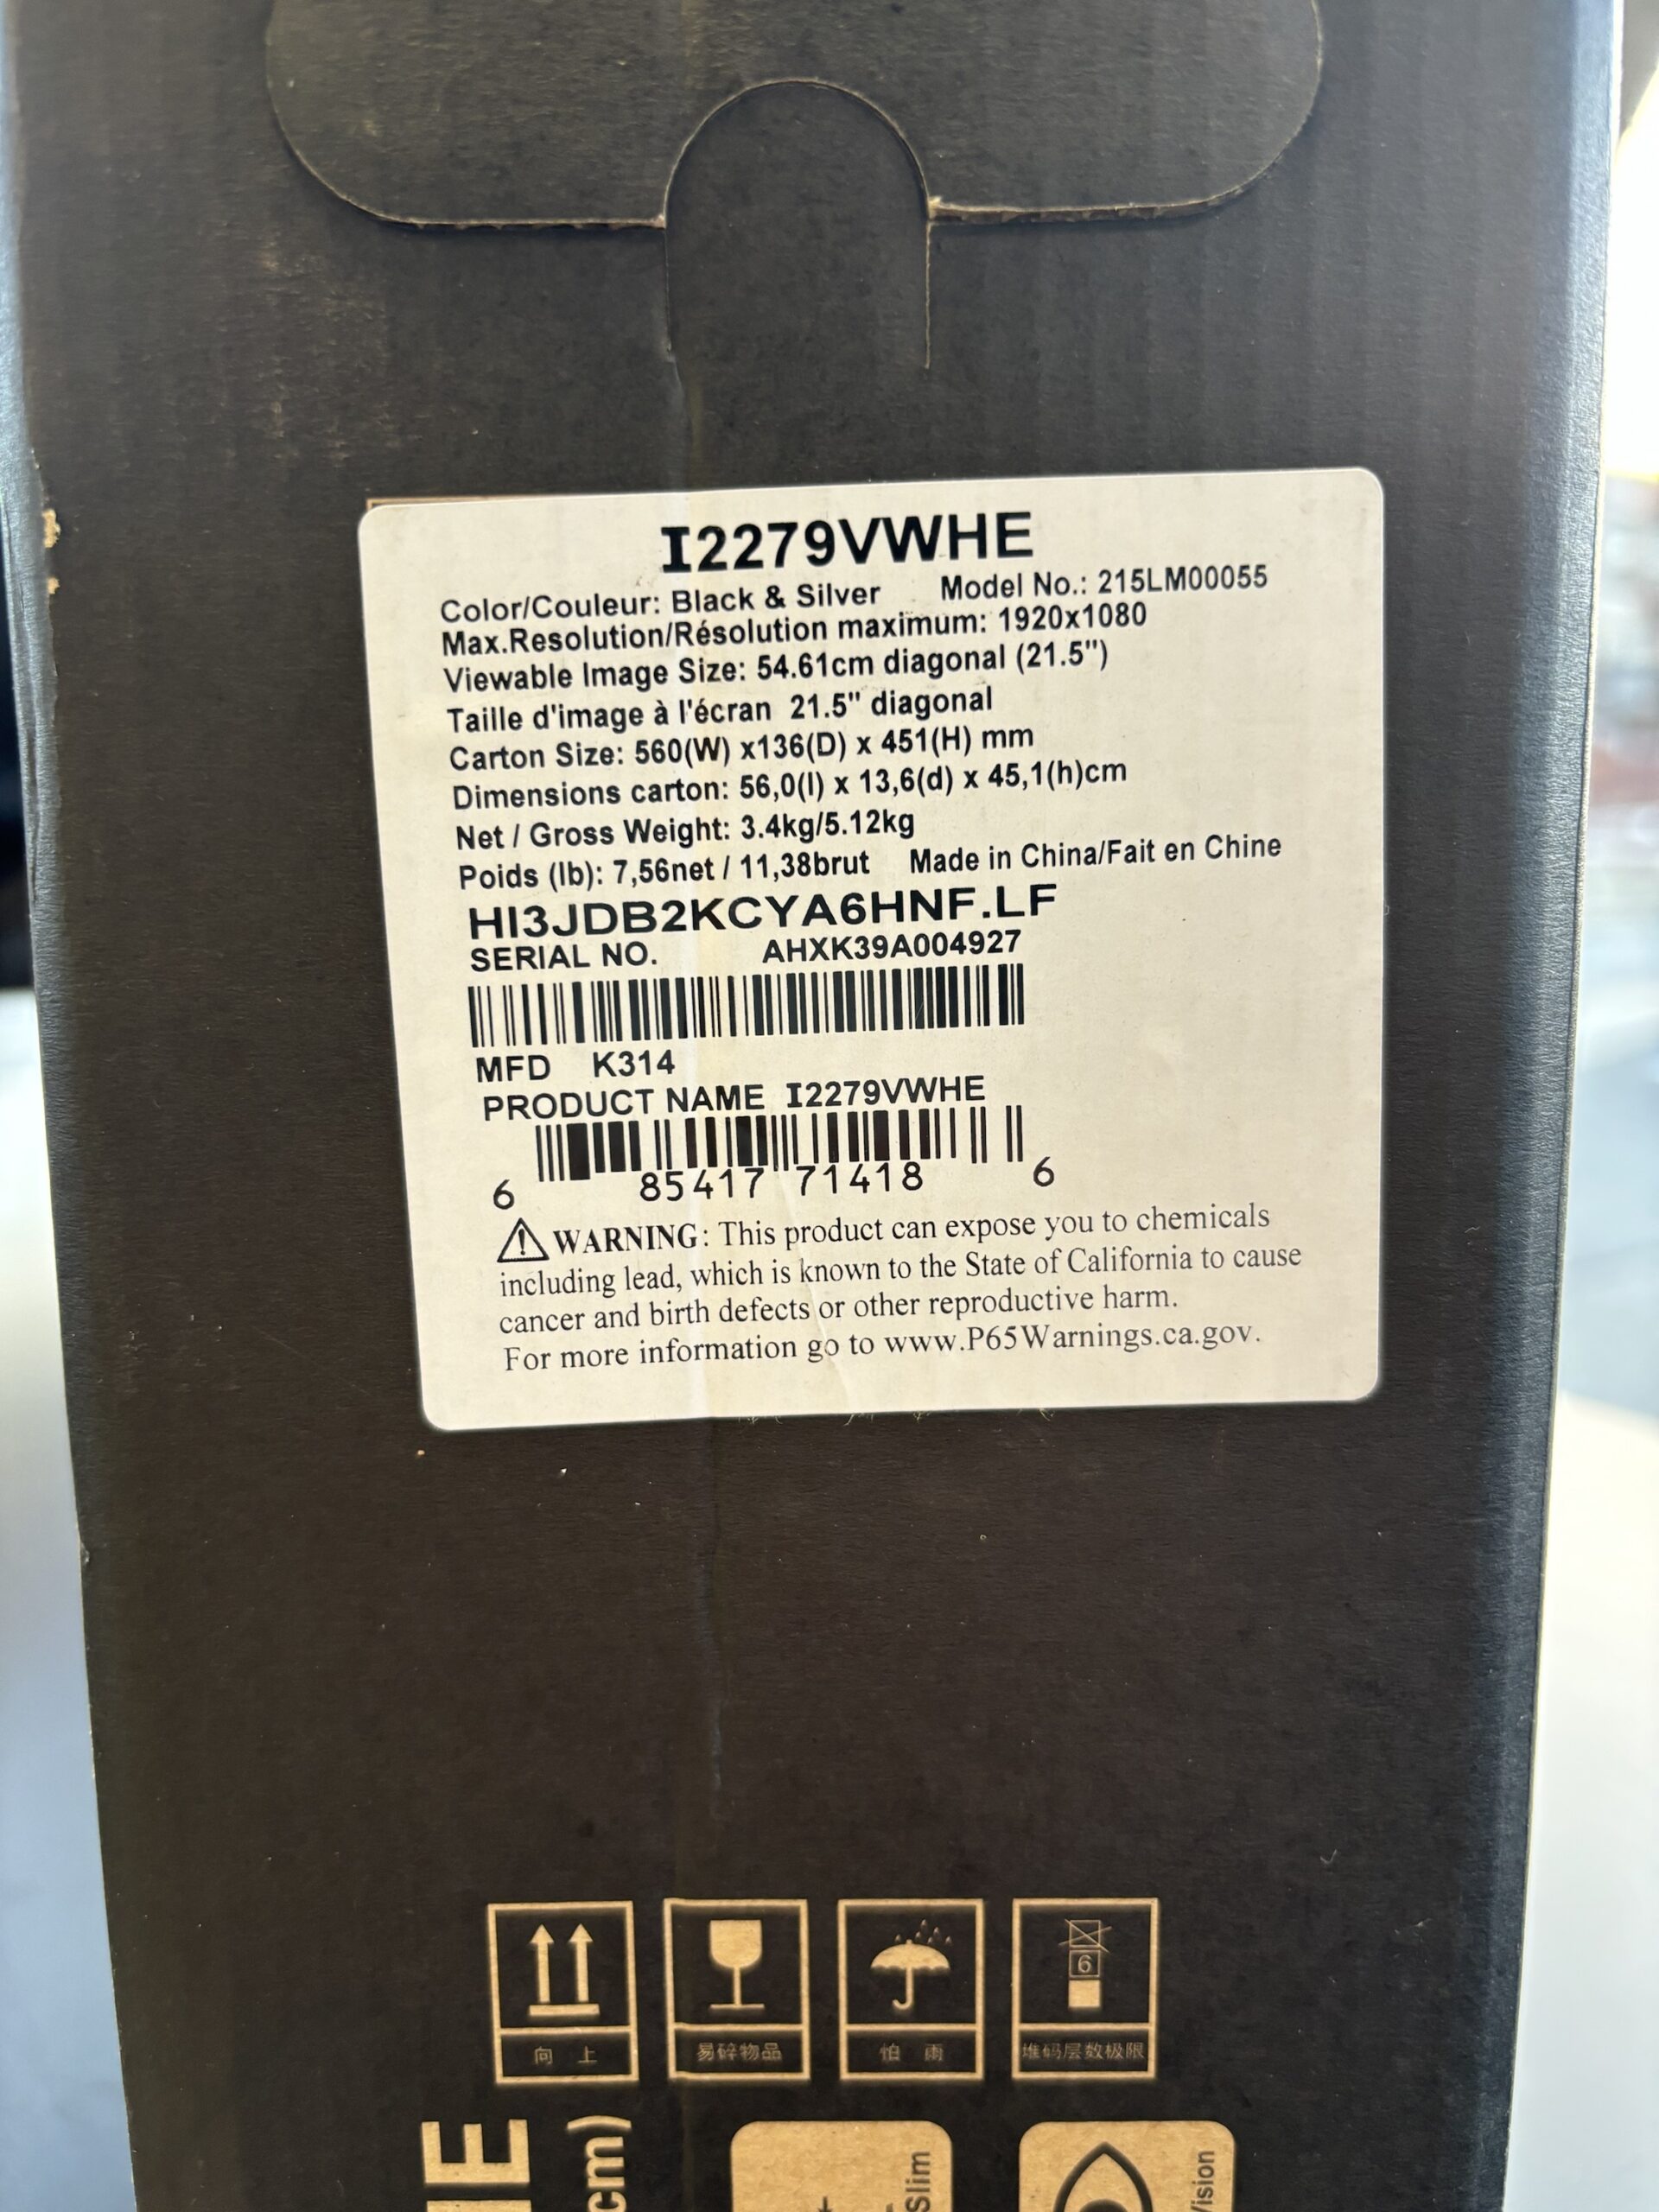 I2279VWHE
Color/Couleur: Black & Silver Model No.: 215LM00055
Max.Resolution/Résolution maximum: 1920x1080
Viewable Image Size: 54.61cm diagonal (21.5")
Taille d'image à l'écran 21.5" diagonal
Carton Size: 560(W) x136(D) x 451(H) mm
Dimensions carton: 56,0(l) x 13,6(d) x 45,1(h)cm
Net / Gross Weight: 3.4kg/5.12kg
Poids (lb): 7,56net / 11,38brut Made in China/Fait en Chine
HI3JDB2KCYA6HNF.LF
SERIAL NO. AHXK39A004927
MFD K314
PRODUCT NAME I2279VWHE
6 85417 71418 6
⚠ WARNING: This product can expose you to chemicals
including lead, which is known to the State of California to cause
cancer and birth defects or other reproductive harm.
For more information go to www.P65Warnings.ca.gov.
6
向上 易碎物品 怕雨 堆码层数极限
cm)
Slim